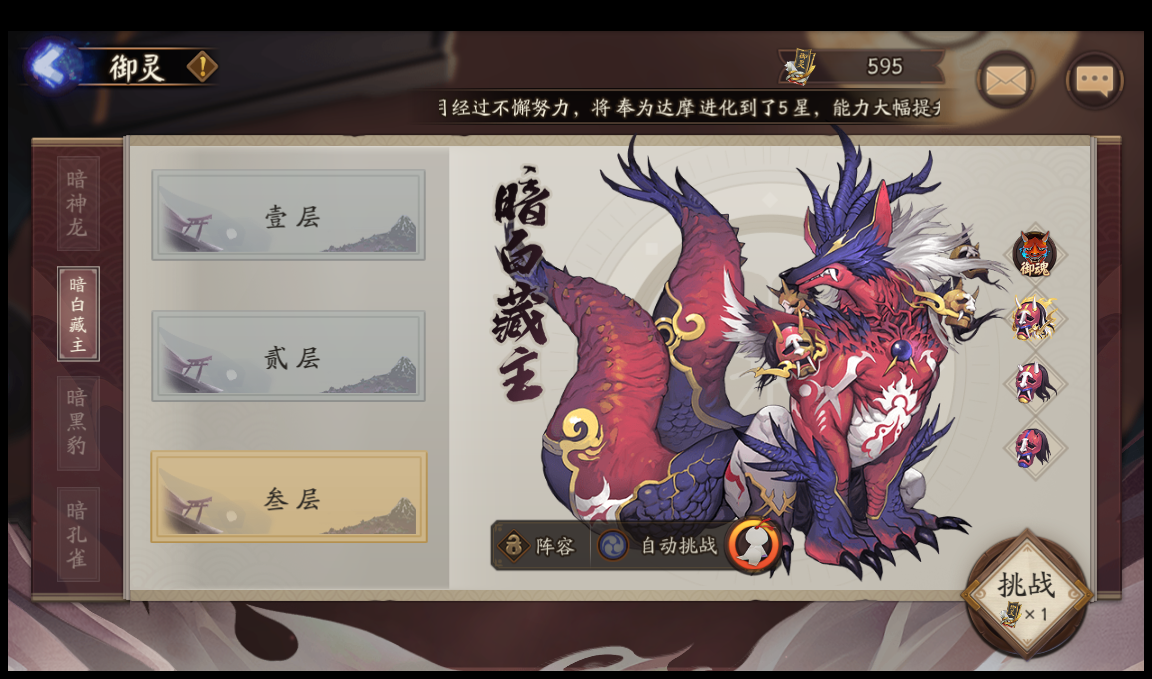 御灵
595
经过不懈努力，将 奉为达摩 进化到了5 星，能力大幅提
暗神龙
暗白藏主
暗黑豹
暗孔雀
壹层
贰层
叁层
暗白藏主
御魂
阵容
自动挑战
挑战
×1